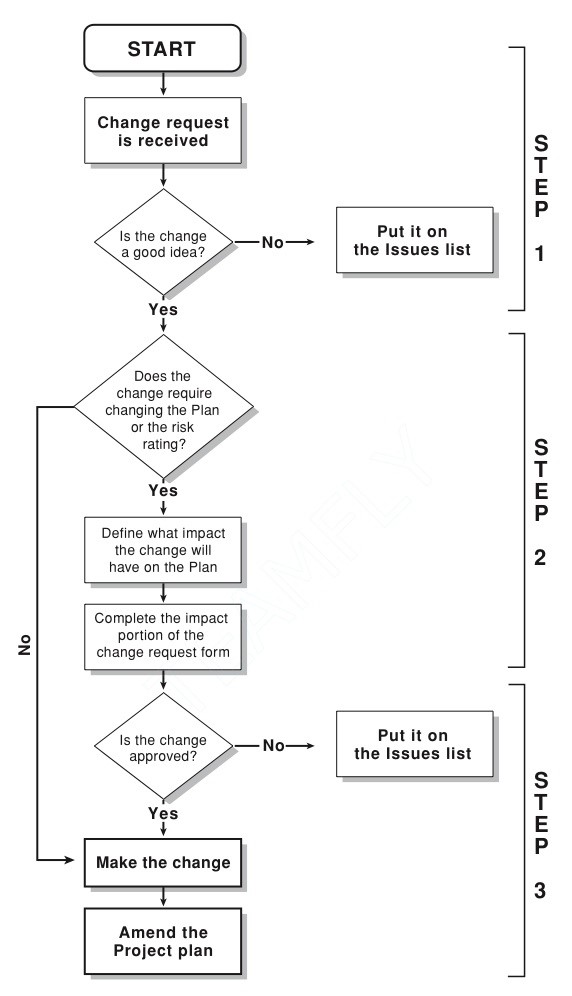 START
Change request
is received
Is the change
a good idea?
No
Put it on
the Issues list
Yes
STEP 1
Does the
change require
changing the Plan
or the risk
rating?
Yes
Define what impact
the change will
have on the Plan
Complete the impact
portion of the
change request form
No
STEP 2
Is the change
approved?
No
Put it on
the Issues list
Yes
Make the change
Amend the
Project plan
STEP 3
TEAMFLY